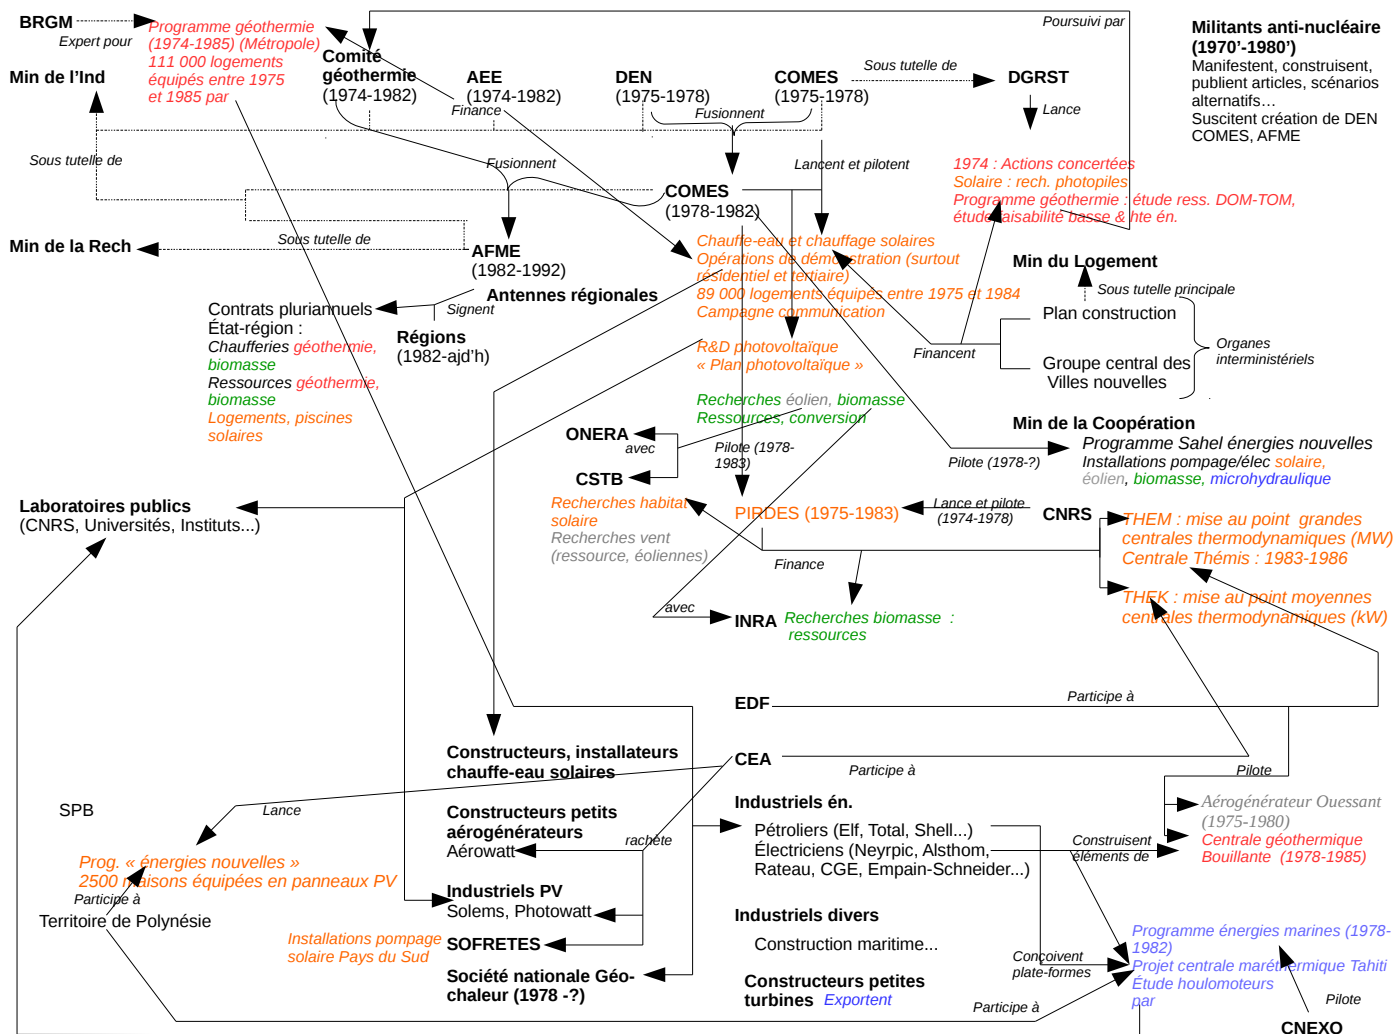 BRGM
Expert pour
Programme géothermie
(1974-1985) (Métropole)
111 000 logements
équipés entre 1975
et 1985 par
Min de l'Ind
Comité
géothermie
(1974-1982)
AEE
(1974-1982)
Finance
DEN
(1975-1978)
COMES
(1975-1978)
Fusionnent
Sous tutelle de
DGRST
Poursuivi par
Lance
Militants anti-nucléaire
(1970'-1980')
Manifestent, construisent,
publient articles, scénarios
alternatifs…
Suscitent création de DEN
COMES, AFME
Sous tutelle de
Fusionnent
Lancent et pilotent
1974 : Actions concertées
Solaire : rech. photopiles
Programme géothermie : étude ress. DOM-TOM,
étude faisabilité basse & hte én.
COMES
(1978-1982)
Min de la Rech
Sous tutelle de
AFME
(1982-1992)
Antennes régionales
Chauffe-eau et chauffage solaires
Opérations de démonstration (surtout
résidentiel et tertiaire)
89 000 logements équipés entre 1975 et 1984
Campagne communication
Min du Logement
Sous tutelle principale
Plan construction
Financent
Groupe central des
Villes nouvelles
Organes
interministériels
Contrats pluriannuels
État-région :
Chaufferies géothermie,
biomasse
Ressources géothermie,
biomasse
Logements, piscines
solaires
Signent
Régions
(1982-ajd'h)
R&D photovoltaïque
« Plan photovoltaïque »
Recherches éolien, biomasse
Ressources, conversion
ONERA
avec
CSTB
Pilote (1978-
1983)
Min de la Coopération
Programme Sahel énergies nouvelles
Installations pompage/élec solaire,
éolien, biomasse, microhydraulique
Pilote (1978-?)
Laboratoires publics
(CNRS, Universités, Instituts...)
Recherches habitat
solaire
Recherches vent
(ressource, éoliennes)
PIRDES (1975-1983)
Lance et pilote
(1974-1978)
CNRS
THEM : mise au point grandes
centrales thermodynamiques (MW)
Centrale Thémis : 1983-1986
Finance
THEK : mise au point moyennes
centrales thermodynamiques (kW)
avec
INRA
Recherches biomasse :
ressources
EDF
Participe à
Constructeurs, installateurs
chauffe-eau solaires
CEA
Participe à
Pilote
SPB
Lance
Constructeurs petits
aérogénérateurs
Aérowatt
rachète
Industriels én.
Pétroliers (Elf, Total, Shell...)
Électriciens (Neyrpic, Alsthom,
Rateau, CGE, Empain-Schneider...)
Construisent
éléments de
Aérogénérateur Ouessant
(1975-1980)
Centrale géothermique
Bouillante (1978-1985)
Prog. « énergies nouvelles »
2500 maisons équipées en panneaux PV
Participe à
Territoire de Polynésie
Industriels PV
Solems, Photowatt
Industriels divers
Construction maritime...
Installations pompage
solaire Pays du Sud
SOFRETES
Société nationale Géo-
chaleur (1978 -?)
Constructeurs petites
turbines Exportent
Conçoivent
plate-formes
Participe à
Programme énergies marines (1978-
1982)
Projet centrale maréthermique Tahiti
Étude houlomoteurs
par
Pilote
CNEXO